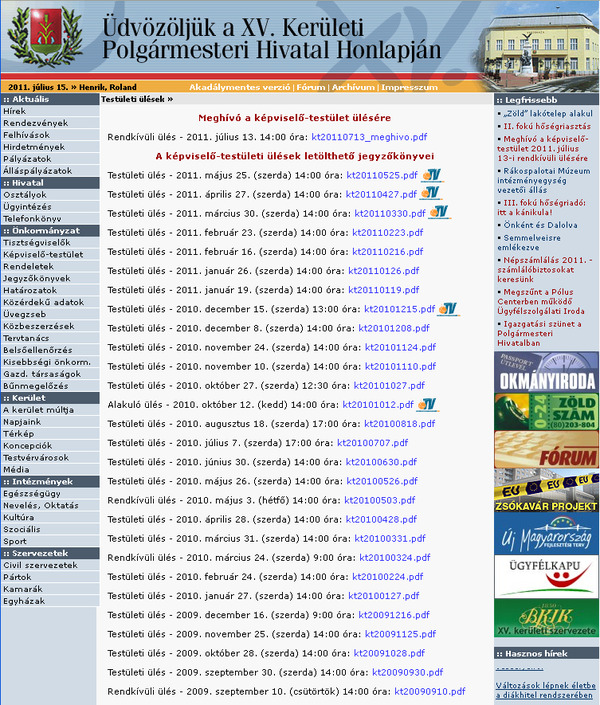 Üdvözöljük a XV. Kerületi
Polgármesteri Hivatal Honlapján
2011. július 15. » Henrik, Roland
Akadálymentes verzió | Fórum | Archívum | Impresszum
:: Aktuális
Hírek
Rendezvények
Felhívások
Hirdetmények
Pályázatok
Álláspályázatok
:: Hivatal
Osztályok
Ügyintézés
Telefonkönyv
:: Önkormányzat
Tisztségviselők
Képviselő-testület
Rendeletek
Jegyzőkönyvek
Határozatok
Közérdekű adatok
Üvegzseb
Közbeszerzések
Tervtanács
Belsőellenőrzés
Kisebbségi önkorm.
Gazd. társaságok
Bűnmegelőzés
:: Kerület
A kerület múltja
Napjaink
Térkép
Koncepciók
Testvérvárosok
Média
:: Intézmények
Egészségügy
Nevelés, Oktatás
Kultúra
Szociális
Sport
:: Szervezetek
Civil szervezetek
Pártok
Kamarák
Egyházak
Testületi ülések »
Meghívó a képviselő-testület ülésére
Rendkívüli ülés - 2011. július 13. 14:00 óra: kt20110713_meghivo.pdf
A képviselő-testületi ülések letölthető jegyzőkönyvei
Testületi ülés - 2011. május 25. (szerda) 14:00 óra: kt20110525.pdf TV
Testületi ülés - 2011. április 27. (szerda) 14:00 óra: kt20110427.pdf TV
Testületi ülés - 2011. március 30. (szerda) 14:00 óra: kt20110330.pdf TV
Testületi ülés - 2011. február 23. (szerda) 14:00 óra: kt20110223.pdf
Testületi ülés - 2011. február 16. (szerda) 14:00 óra: kt20110216.pdf
Testületi ülés - 2011. január 26. (szerda) 14:00 óra: kt20110126.pdf
Testületi ülés - 2011. január 19. (szerda) 14:00 óra: kt20110119.pdf
Testületi ülés - 2010. december 15. (szerda) 13:00 óra: kt20101215.pdf TV
Testületi ülés - 2010. december 8. (szerda) 14:00 óra: kt20101208.pdf
Testületi ülés - 2010. november 24. (szerda) 14:00 óra: kt20101124.pdf
Testületi ülés - 2010. november 10. (szerda) 14:00 óra: kt20101110.pdf
Testületi ülés - 2010. október 27. (szerda) 12:30 óra: kt20101027.pdf
Alakuló ülés - 2010. október 12. (kedd) 14:00 óra: kt20101012.pdf TV
Testületi ülés - 2010. augusztus 18. (szerda) 17:00 óra: kt20100818.pdf
Testületi ülés - 2010. július 7. (szerda) 17:00 óra: kt20100707.pdf
Testületi ülés - 2010. június 30. (szerda) 14:00 óra: kt20100630.pdf
Testületi ülés - 2010. május 26. (szerda) 14:00 óra: kt20100526.pdf
Rendkívüli ülés - 2010. május 3. (hétfő) 14:00 óra: kt20100503.pdf
Testületi ülés - 2010. április 28. (szerda) 14:00 óra: kt20100428.pdf
Testületi ülés - 2010. március 31. (szerda) 14:00 óra: kt20100331.pdf
Rendkívüli ülés - 2010. március 24. (szerda) 9:00 óra: kt20100324.pdf
Testületi ülés - 2010. február 24. (szerda) 14:00 óra: kt20100224.pdf
Testületi ülés - 2010. január 27. (szerda) 14:00 óra: kt20100127.pdf
Testületi ülés - 2009. december 16. (szerda) 9:00 óra: kt20091216.pdf
Testületi ülés - 2009. november 25. (szerda) 14:00 óra: kt20091125.pdf
Testületi ülés - 2009. október 28. (szerda) 14:00 óra: kt20091028.pdf
Testületi ülés - 2009. szeptember 30. (szerda) 14:00 óra: kt20090930.pdf
Rendkívüli ülés - 2009. szeptember 10. (csütörtök) 14:00 óra: kt20090910.pdf
:: Legfrissebb
„Zöld” lakótelep alakul
II. fokú hőségriasztás
Meghívó a képviselő-
testület 2011. július
13-i rendkívüli ülésére
Rákospalotai Múzeum
intézményegység
vezetői állás
III. fokú hőségriadó:
itt a kánikula!
Önként és Dalolva
Semmelweisre
emlékezve
Népszámlálás 2011. -
számlálóbiztosokat
keresünk
Megszűnt a Pólus
Centerben működő
Ügyfélszolgálati Iroda
Igazgatási szünet a
Polgármesteri
Hivatalban
PASSPORT
ÚTLEVÉL
OKMÁNYIRODA
0-24
ZÖLD
SZÁM
(80)203-804
FÓRUM
EU
EU
ZSÓKAVÁR PROJEKT
Új Magyarország
FEJLESZTÉSI TERV
ÜGYFÉLKAPU
BKIK
XV. kerületi szervezete
:: Hasznos hírek
Változások lépnek életbe
a diákhitel rendszerében